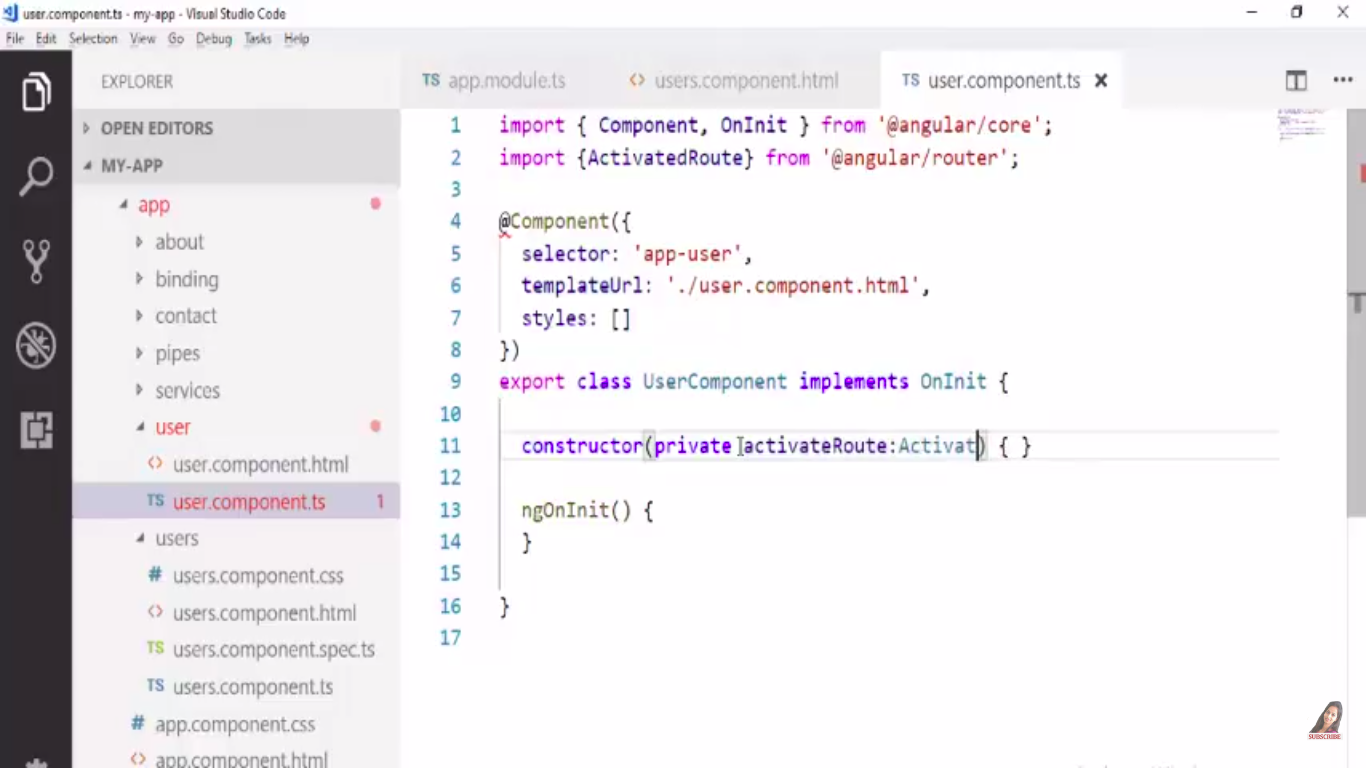 user.component.ts - my-app - Visual Studio Code
File Edit Selection View Go Debug Tasks Help
EXPLORER
OPEN EDITORS
MY-APP
app
about
binding
contact
pipes
services
user
<> user.component.html
TS user.component.ts 1
users
# users.component.css
<> users.component.html
TS users.component.spec.ts
TS users.component.ts
# app.component.css
<> app.component.html
TS app.module.ts <> users.component.html TS user.component.ts
1 import { Component, OnInit } from '@angular/core';
2 import {ActivatedRoute} from '@angular/router';
3
4 @Component({
5 selector: 'app-user',
6 templateUrl: './user.component.html',
7 styles: []
8 })
9 export class UserComponent implements OnInit {
10
11 constructor(private activateRoute:Activat) { }
12
13 ngOnInit() {
14 }
15
16 }
17
SUBSCRIBE